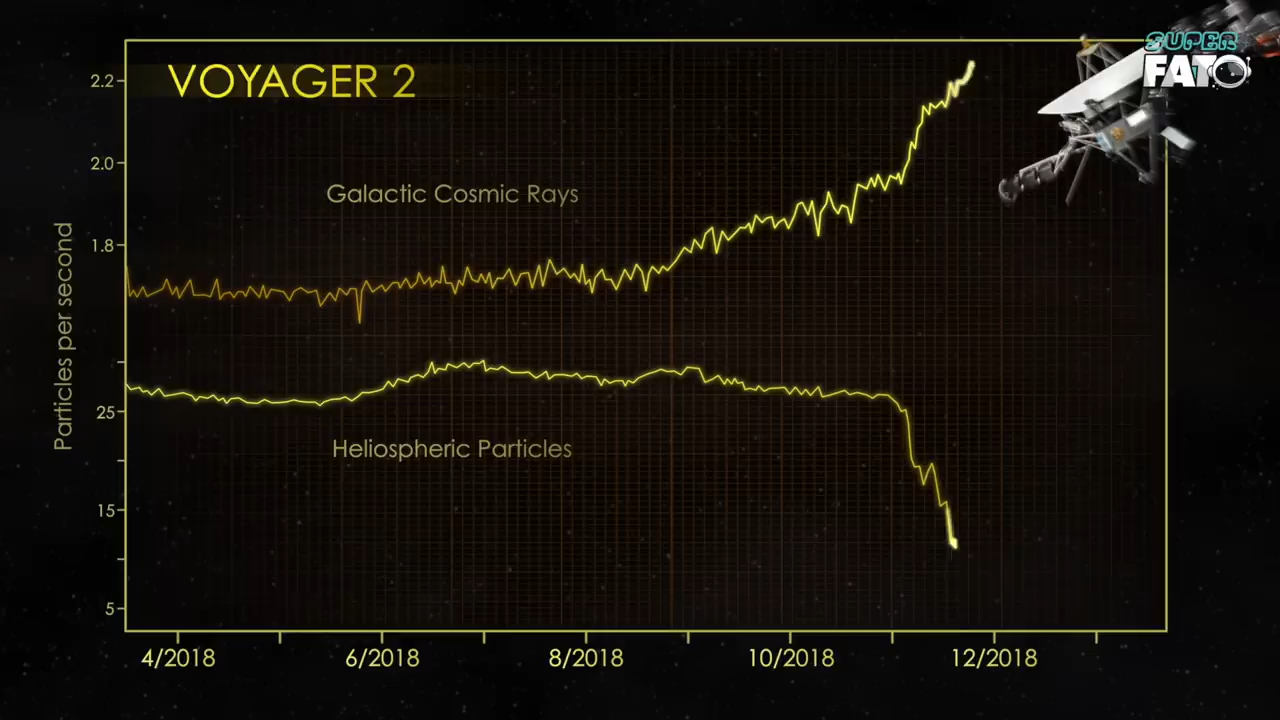 SUPER
FATO
VOYAGER 2
2.2
2.0
1.8
25
15
5
Particles per second
Galactic Cosmic Rays
Heliospheric Particles
4/2018
6/2018
8/2018
10/2018
12/2018